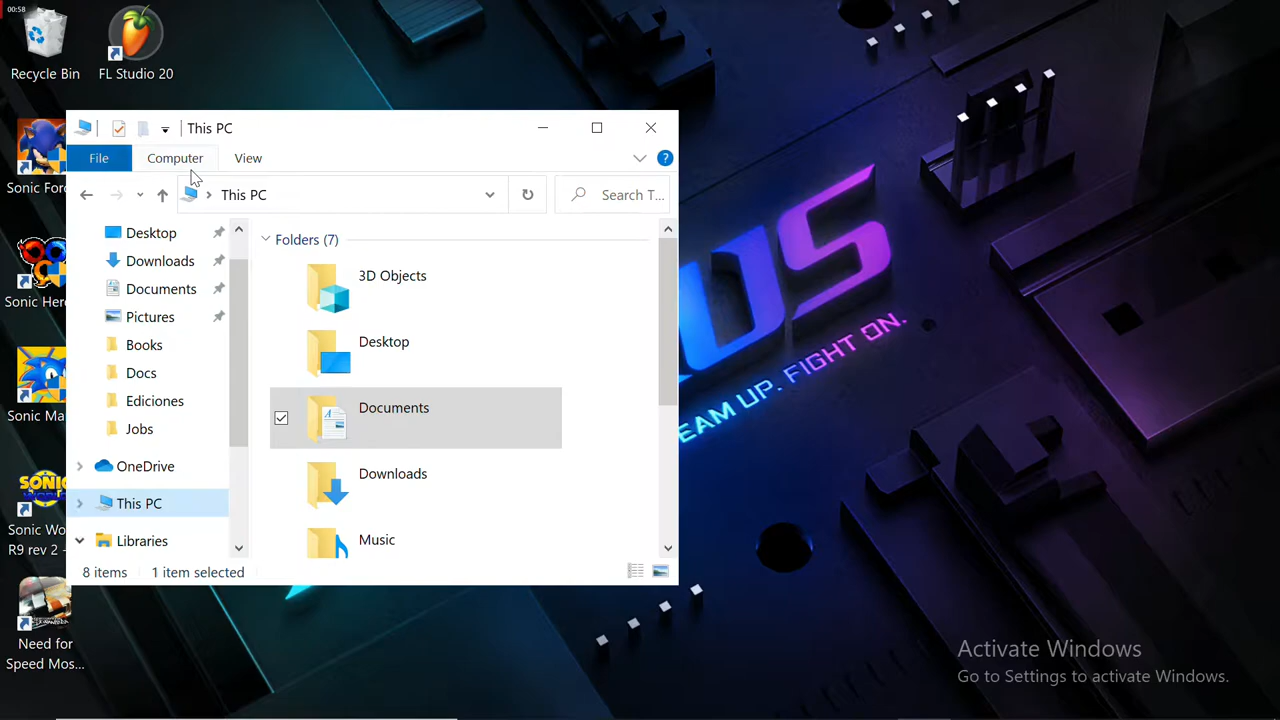 00:58
Recycle Bin
FL Studio 20
Sonic Forc
Sonic Her
Sonic Ma
Sonic Wo
R9 rev 2 -
Need for
Speed Mos...
This PC
File
Computer
View
This PC
Search T...
Desktop
Downloads
Documents
Pictures
Books
Docs
Ediciones
Jobs
OneDrive
This PC
Libraries
Folders (7)
3D Objects
Desktop
Documents
Downloads
Music
8 items
1 item selected
US
EAM UP. FIGHT ON.
Activate Windows
Go to Settings to activate Windows.